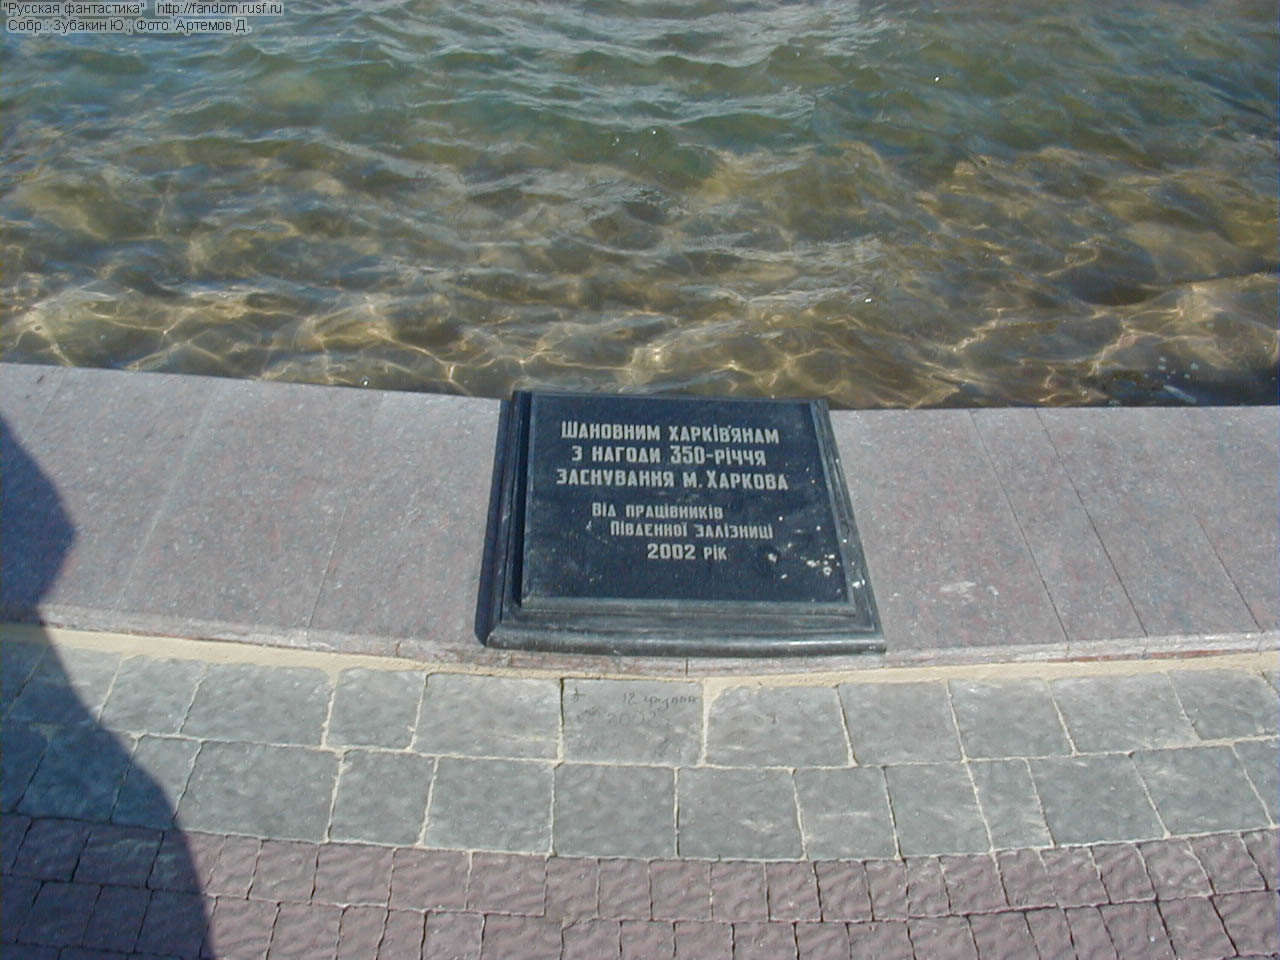 "Русская фантастика" http://fandom.rusf.ru
Собр.: Зубакин Ю.; Фото: Артемов Д.
ШАНОВНИМ ХАРКІВ'ЯНАМ
З НАГОДИ 350-РІЧЧЯ
ЗАСНУВАННЯ М. ХАРКОВА
ВІД ПРАЦІВНИКІВ
ПІВДЕННОЇ ЗАЛІЗНИЦІ
2002 РІК
12
2002